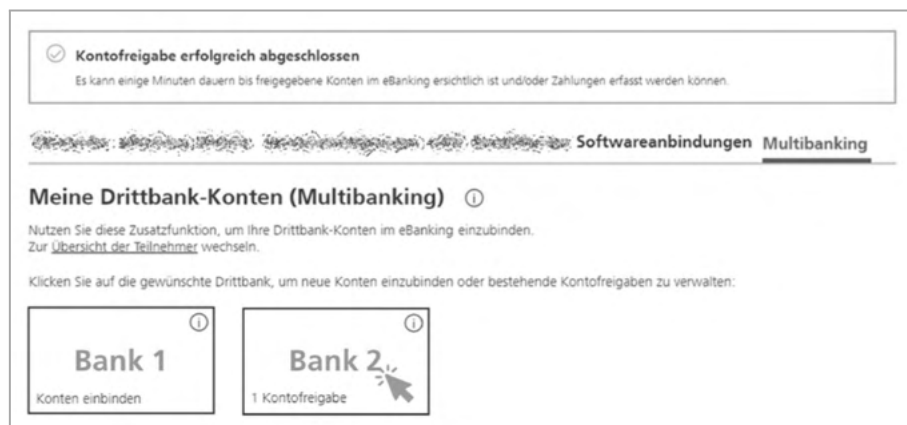 Kontofreigabe erfolgreich abgeschlossen
Es kann einige Minuten dauern bis freigegebene Konten im eBanking ersichtlich ist und/oder Zahlungen erfasst werden können.
Softwareanbindungen Multibanking
Meine Drittbank-Konten (Multibanking)
Nutzen Sie diese Zusatzfunktion, um Ihre Drittbank-Konten im eBanking einzubinden.
Zur Übersicht der Teilnehmer wechseln.
Klicken Sie auf die gewünschte Drittbank, um neue Konten einzubinden oder bestehende Kontofreigaben zu verwalten:
Bank 1
Konten einbinden
Bank 2
1 Kontofreigabe